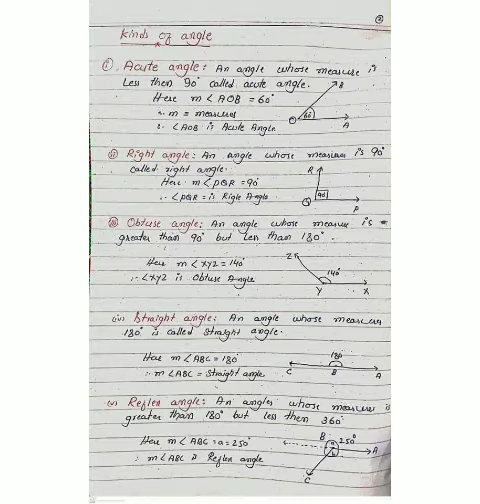 ②
Kinds of angle
(i) Acute angle: An angle whose measure is
Less then 90° called acute angle.
Here m∠AOB = 60°
∵ m = measures
∴ ∠AOB is Acute Angle
B
60°
O
A
(ii) Right angle: An angle whose measure is 90°
called right angle.
Here m∠PQR = 90°
∴ ∠PQR = is Rigle Angle
R
90
Q
P
(iii) Obtuse angle: An angle whose measure is
greater than 90° but Less than 180°.
Here m∠XYZ = 140°
∴ ∠XYZ is Obtuse Angle
Z
140°
Y
X
(iv) Straight angle: An angle whose measure
180° is called straight angle.
Here m∠ABC = 180°
∴ m∠ABC = Straight angle
180°
C
B
A
(v) Reflex angle: An angles whose measure is
greater than 180° but less then 360°
Here m∠ABC = a = 250°
∴ m∠ABC is Reflex angle
B
250°
a
A
C